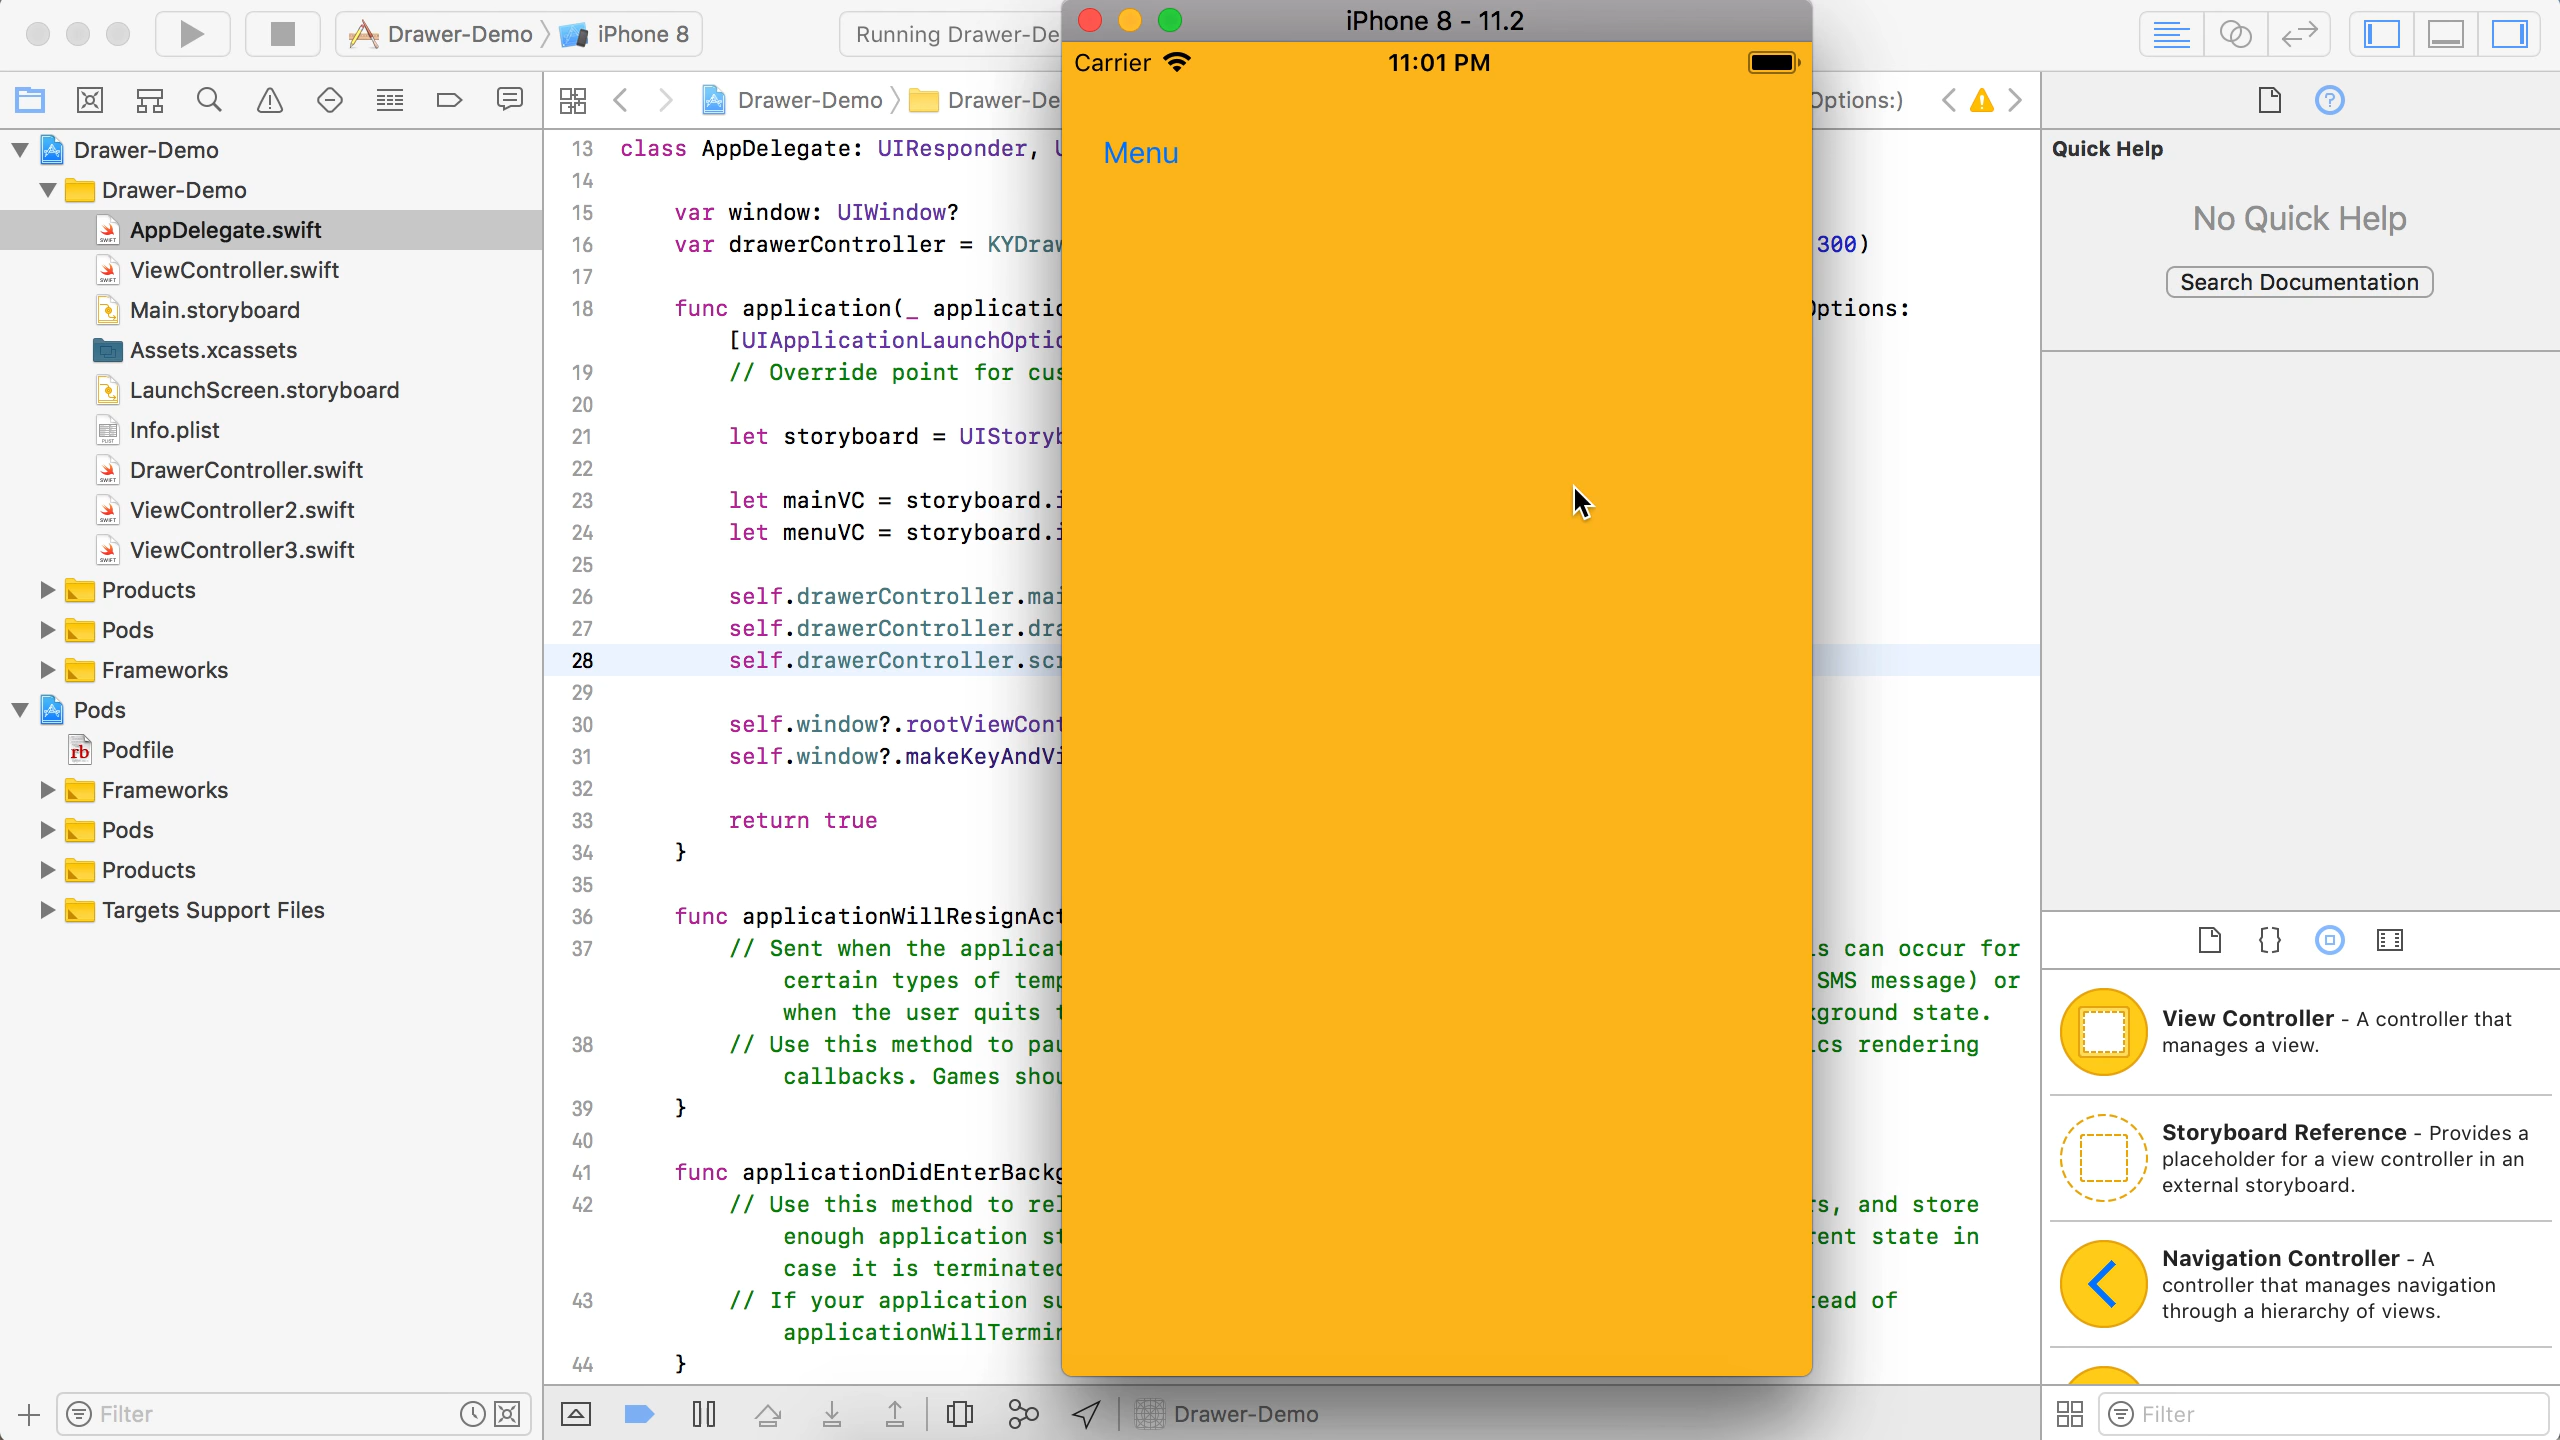 Drawer-Demo
iPhone 8
Running Drawer-De
iPhone 8 - 11.2
Carrier
11:01 PM
Menu
Drawer-Demo
Drawer-De
Options:)
Drawer-Demo
Drawer-Demo
AppDelegate.swift
ViewController.swift
Main.storyboard
Assets.xcassets
LaunchScreen.storyboard
Info.plist
DrawerController.swift
ViewController2.swift
ViewController3.swift
Products
Pods
Frameworks
Pods
rb
Podfile
Frameworks
Pods
Products
Targets Support Files
Filter
13 class AppDelegate: UIResponder, U
14
15 var window: UIWindow?
16 var drawerController = KYDraw 300)
17
18 func application(_ applicatio Options:
[UIApplicationLaunchOptio
19 // Override point for cus
20
21 let storyboard = UIStoryb
22
23 let mainVC = storyboard.i
24 let menuVC = storyboard.i
25
26 self.drawerController.mai
27 self.drawerController.dra
28 self.drawerController.scr
29
30 self.window?.rootViewCont
31 self.window?.makeKeyAndVi
32
33 return true
34 }
35
36 func applicationWillResignAct
37 // Sent when the applicat s can occur for
certain types of temp SMS message) or
when the user quits t kground state.
38 // Use this method to pau ics rendering
callbacks. Games shou
39 }
40
41 func applicationDidEnterBackg
42 // Use this method to rel rs, and store
enough application st rent state in
case it is terminated
43 // If your application su tead of
applicationWillTermin
44 }
Drawer-Demo
Quick Help
No Quick Help
Search Documentation
{}
View Controller - A controller that
manages a view.
Storyboard Reference - Provides a
placeholder for a view controller in an
external storyboard.
Navigation Controller - A
controller that manages navigation
through a hierarchy of views.
Filter